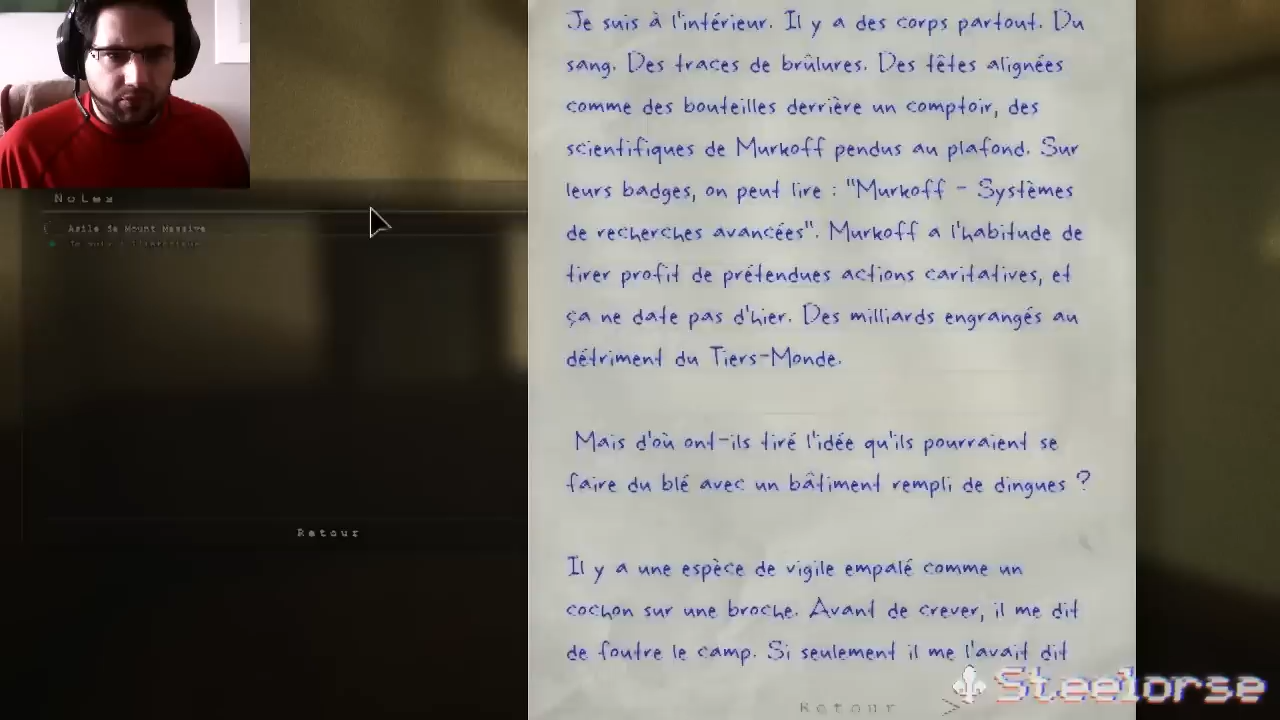 Notes
Asile de Mount Massive
Je suis à l'intérieur
Retour
Je suis à l'intérieur. Il y a des corps partout. Du
sang. Des traces de brûlures. Des têtes alignées
comme des bouteilles derrière un comptoir, des
scientifiques de Murkoff pendus au plafond. Sur
leurs badges, on peut lire : "Murkoff - Systèmes
de recherches avancées". Murkoff a l'habitude de
tirer profit de prétendues actions caritatives, et
ça ne date pas d'hier. Des milliards engrangés au
détriment du Tiers-Monde.
Mais d'où ont-ils tiré l'idée qu'ils pourraient se
faire du blé avec un bâtiment rempli de dingues ?
Il y a une espèce de vigile empalé comme un
cochon sur une broche. Avant de crever, il me dit
de foutre le camp. Si seulement il me l'avait dit
Retour >
Steelorse